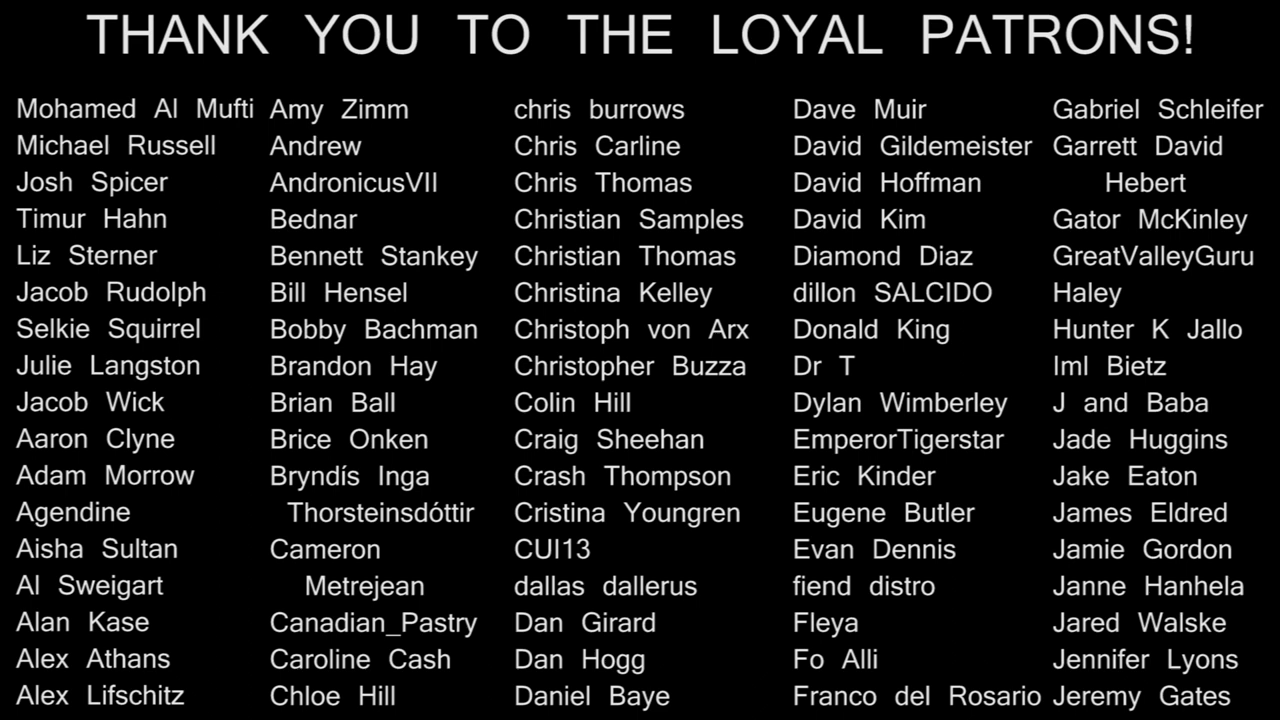 THANK YOU TO THE LOYAL PATRONS!
Mohamed Al Mufti
Michael Russell
Josh Spicer
Timur Hahn
Liz Sterner
Jacob Rudolph
Selkie Squirrel
Julie Langston
Jacob Wick
Aaron Clyne
Adam Morrow
Agendine
Aisha Sultan
Al Sweigart
Alan Kase
Alex Athans
Alex Lifschitz
Amy Zimm
Andrew
AndronicusVII
Bednar
Bennett Stankey
Bill Hensel
Bobby Bachman
Brandon Hay
Brian Ball
Brice Onken
Bryndís Inga
Thorsteinsdóttir
Cameron
Metrejean
Canadian_Pastry
Caroline Cash
Chloe Hill
chris burrows
Chris Carline
Chris Thomas
Christian Samples
Christian Thomas
Christina Kelley
Christoph von Arx
Christopher Buzza
Colin Hill
Craig Sheehan
Crash Thompson
Cristina Youngren
CUI13
dallas dallerus
Dan Girard
Dan Hogg
Daniel Baye
Dave Muir
David Gildemeister
David Hoffman
David Kim
Diamond Diaz
dillon SALCIDO
Donald King
Dr T
Dylan Wimberley
EmperorTigerstar
Eric Kinder
Eugene Butler
Evan Dennis
fiend distro
Fleya
Fo Alli
Franco del Rosario
Gabriel Schleifer
Garrett David
Hebert
Gator McKinley
GreatValleyGuru
Haley
Hunter K Jallo
Iml Bietz
J and Baba
Jade Huggins
Jake Eaton
James Eldred
Jamie Gordon
Janne Hanhela
Jared Walske
Jennifer Lyons
Jeremy Gates